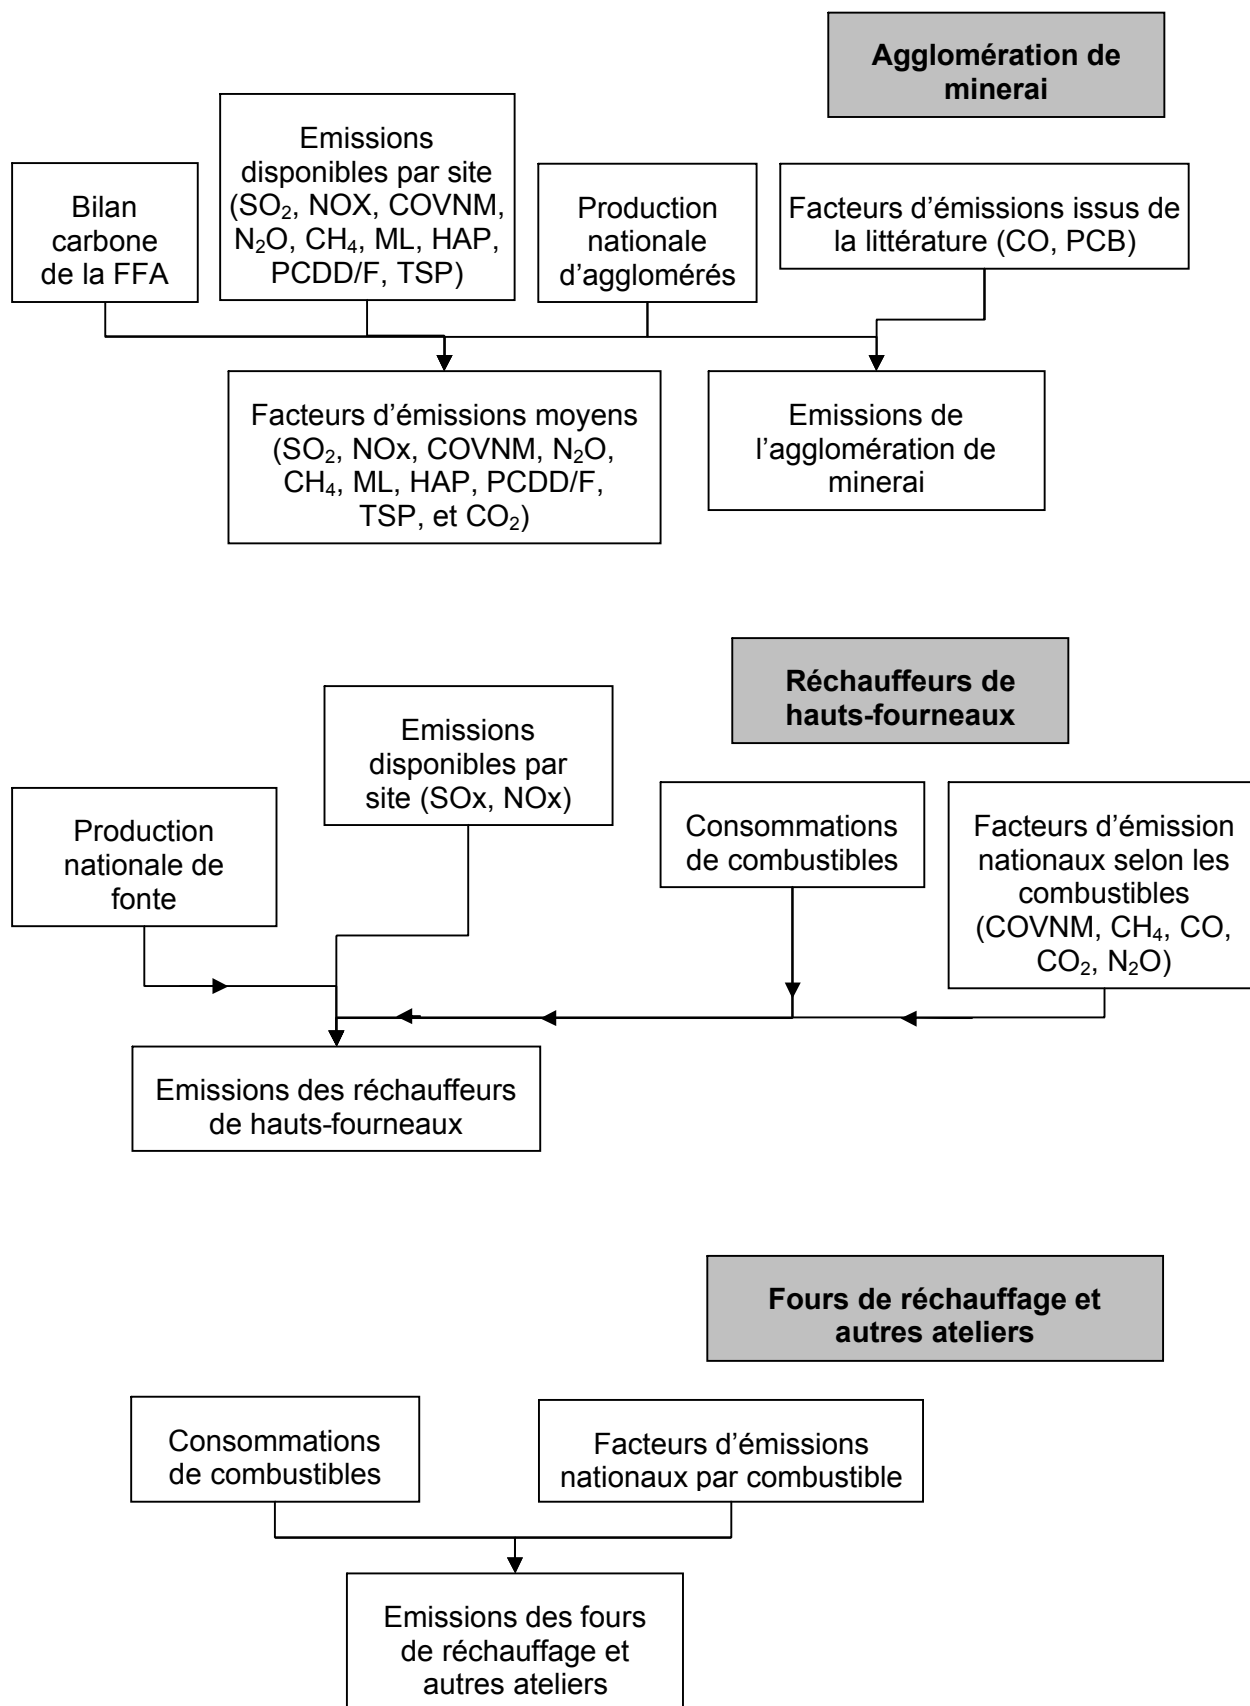 Agglomération de
minerai
Bilan
carbone
de la FFA
Emissions
disponibles par site
(SO₂, NOX, COVNM,
N₂O, CH₄, ML, HAP,
PCDD/F, TSP)
Production
nationale
d’agglomérés
Facteurs d’émissions issus de
la littérature (CO, PCB)
Facteurs d’émissions moyens
(SO₂, NOx, COVNM, N₂O,
CH₄, ML, HAP, PCDD/F,
TSP, et CO₂)
Emissions de
l’agglomération de
minerai
Réchauffeurs de
hauts-fourneaux
Production
nationale de
fonte
Emissions
disponibles par
site (SOx, NOx)
Consommations
de combustibles
Facteurs d’émission
nationaux selon les
combustibles
(COVNM, CH₄, CO,
CO₂, N₂O)
Emissions des réchauffeurs
de hauts-fourneaux
Fours de réchauffage et
autres ateliers
Consommations
de combustibles
Facteurs d’émissions
nationaux par combustible
Emissions des fours
de réchauffage et
autres ateliers